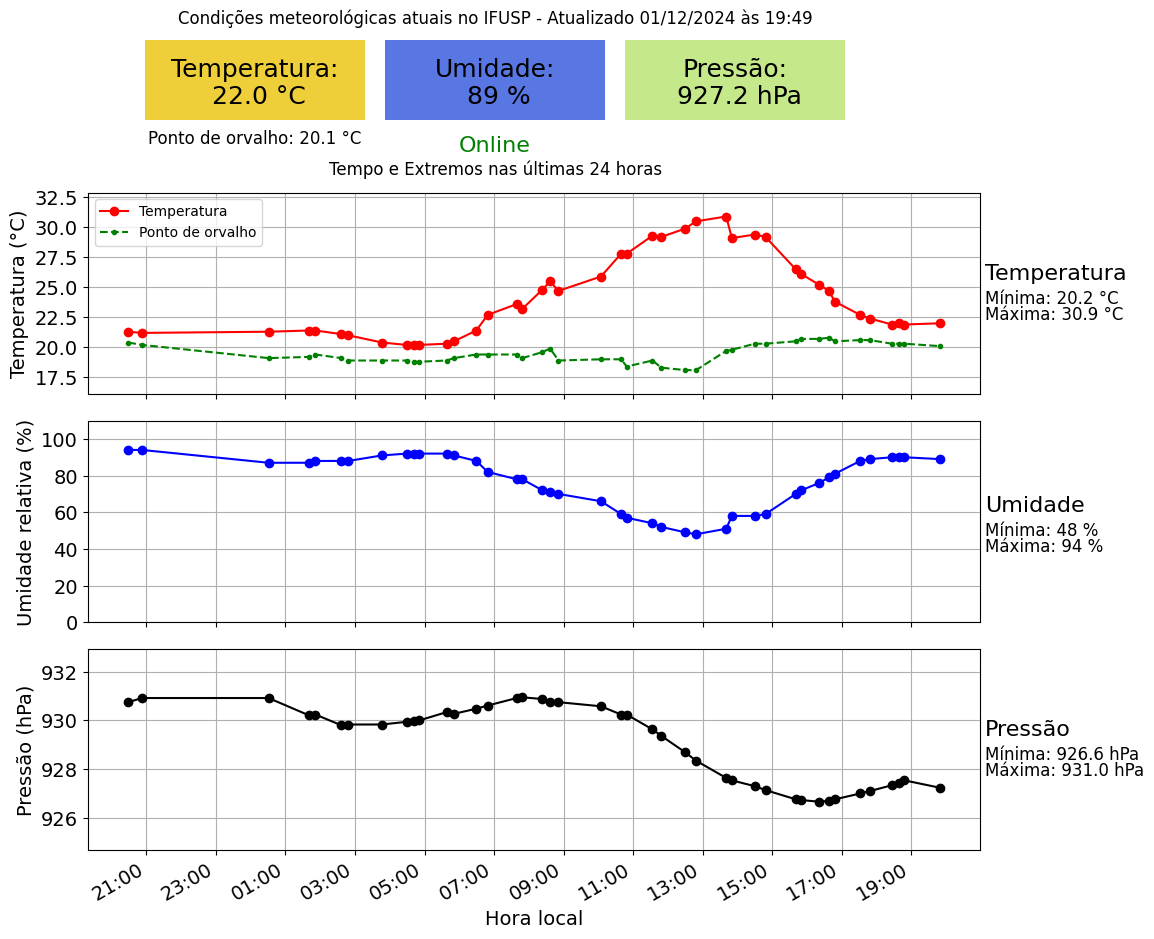 Condições meteorológicas atuais no IFUSP - Atualizado 01/12/2024 às 19:49
Temperatura:
22.0 °C
Umidade:
89 %
Pressão:
927.2 hPa
Ponto de orvalho: 20.1 °C
Online
Tempo e Extremos nas últimas 24 horas
Temperatura (°C)
32.5
30.0
27.5
25.0
22.5
20.0
17.5
Temperatura
Ponto de orvalho
Temperatura
Mínima: 20.2 °C
Máxima: 30.9 °C
Umidade relativa (%)
100
80
60
40
20
0
Umidade
Mínima: 48 %
Máxima: 94 %
Pressão (hPa)
932
930
928
926
Pressão
Mínima: 926.6 hPa
Máxima: 931.0 hPa
21:00
23:00
01:00
03:00
05:00
07:00
09:00
11:00
13:00
15:00
17:00
19:00
Hora local